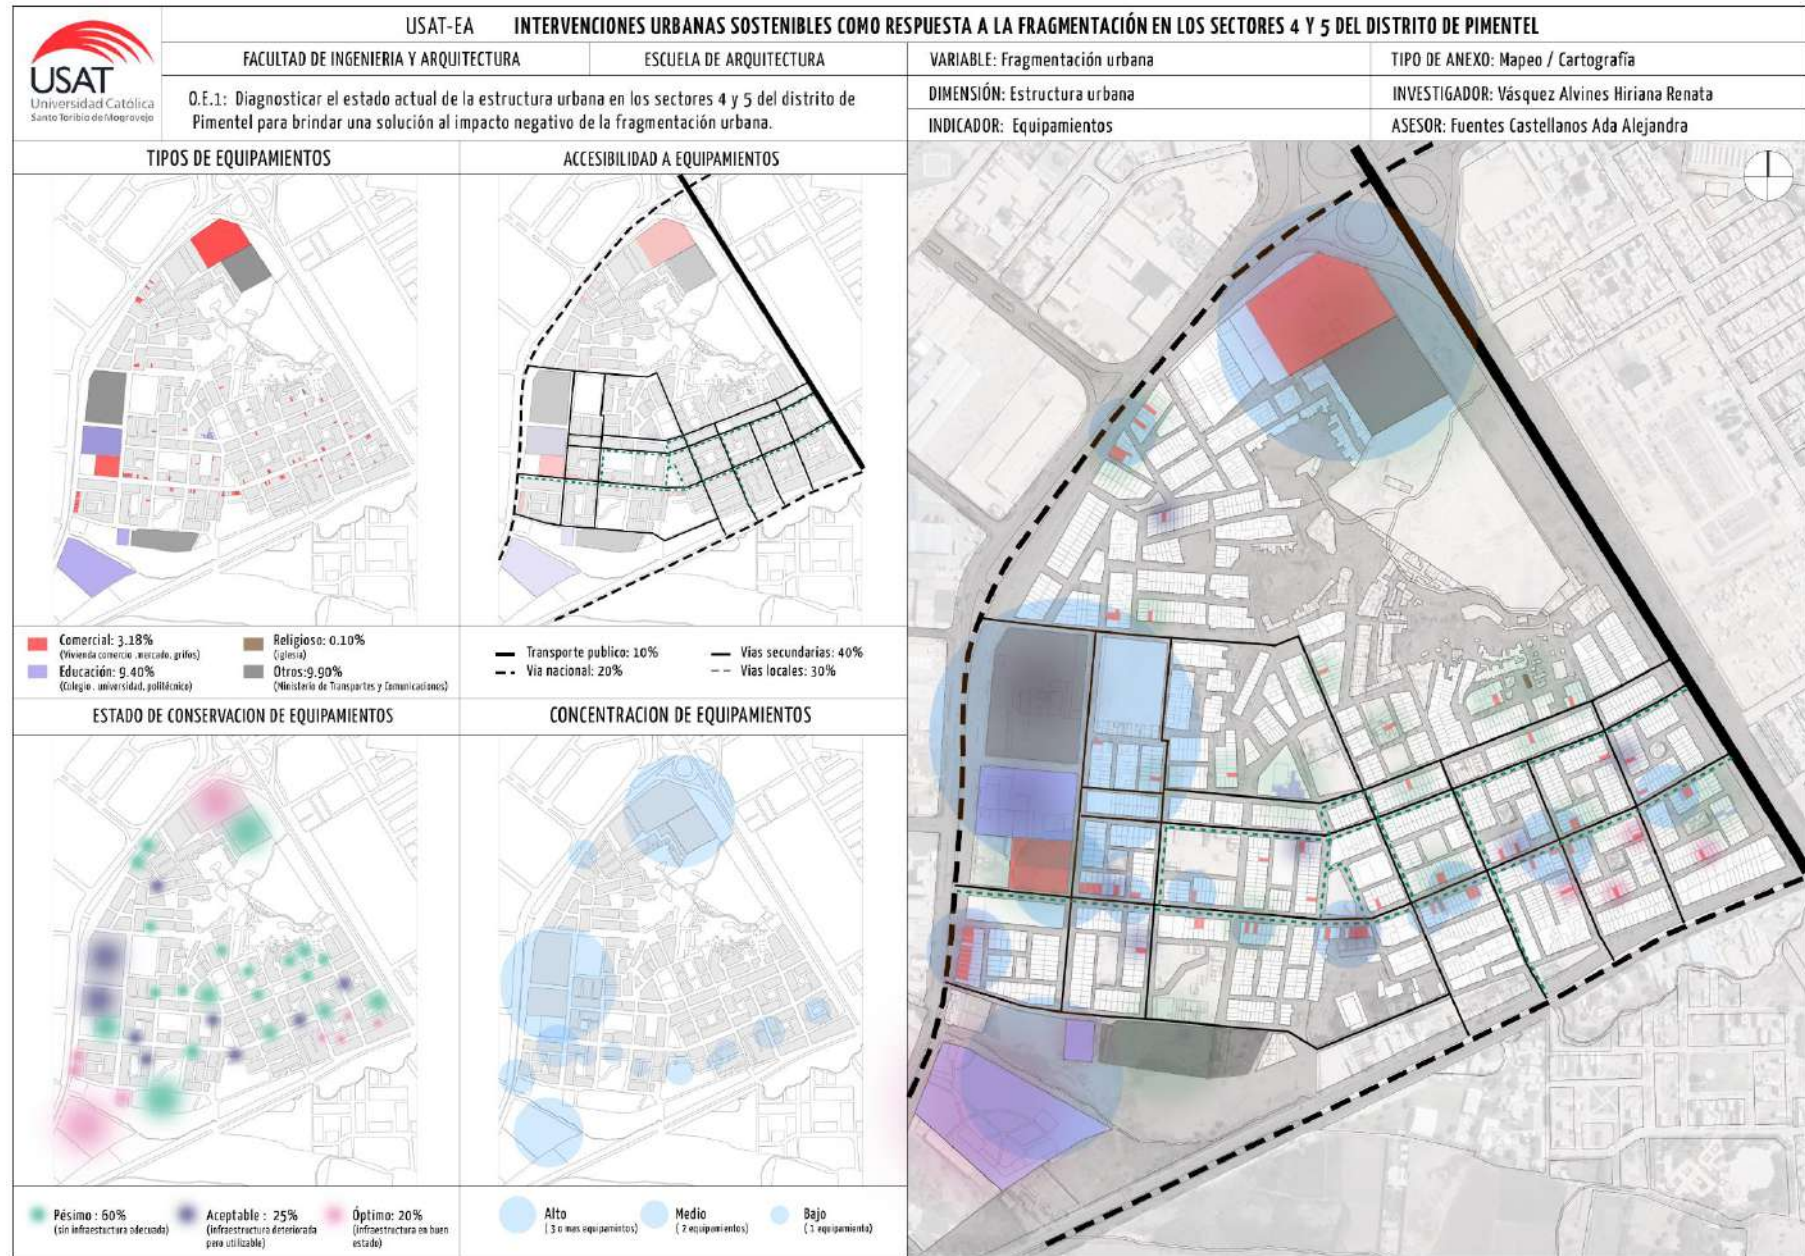 USAT
Universidad Católica
Santo Toribio de Mogrovejo
USAT-EA INTERVENCIONES URBANAS SOSTENIBLES COMO RESPUESTA A LA FRAGMENTACIÓN EN LOS SECTORES 4 Y 5 DEL DISTRITO DE PIMENTEL
FACULTAD DE INGENIERIA Y ARQUITECTURA
ESCUELA DE ARQUITECTURA
O.E.1: Diagnosticar el estado actual de la estructura urbana en los sectores 4 y 5 del distrito de
Pimentel para brindar una solución al impacto negativo de la fragmentación urbana.
VARIABLE: Fragmentación urbana
TIPO DE ANEXO: Mapeo / Cartografía
DIMENSIÓN: Estructura urbana
INVESTIGADOR: Vásquez Alvines Hiriana Renata
INDICADOR: Equipamientos
ASESOR: Fuentes Castellanos Ada Alejandra
TIPOS DE EQUIPAMIENTOS
ACCESIBILIDAD A EQUIPAMIENTOS
Comercial: 3.18%
(Vivienda comercio, mercado, grifos)
Religioso: 0.10%
(iglesia)
Educación: 9.40%
(Colegio, universidad, politécnico)
Otros:9.90%
(Ministerio de Transportes y Comunicaciones)
Transporte publico: 10%
Vías secundarias: 40%
Via nacional: 20%
Vías locales: 30%
ESTADO DE CONSERVACION DE EQUIPAMIENTOS
CONCENTRACION DE EQUIPAMIENTOS
Pésimo : 60%
(sin infraestructura adecuada)
Aceptable : 25%
(infraestructura deteriorada
pero utilizable)
Óptimo: 20%
(infraestructura en buen
estado)
Alto
( 3 o mas equipamintos)
Medio
( 2 equipamientos)
Bajo
( 1 equipamiento)